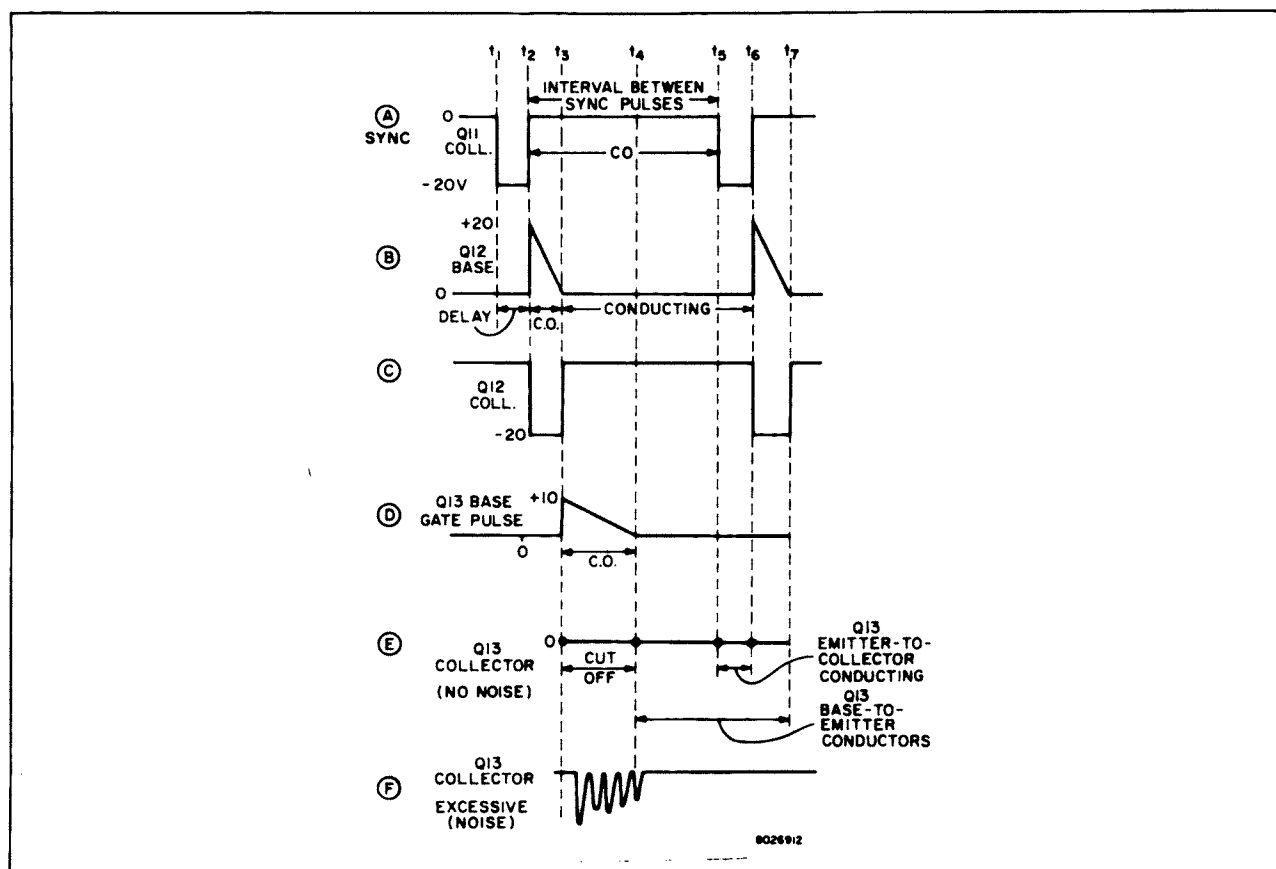 t1 t2 t3 t4 t5 t6 t7
INTERVAL BETWEEN
SYNC PULSES
A
SYNC
0
Q11
COLL.
CO
-20V
+20
B
Q12
BASE
0
DELAY
C.O.
CONDUCTING
C
Q12
COLL.
-20
D
Q13 BASE
GATE PULSE
+10
0
C.O.
E
Q13
COLLECTOR
(NO NOISE)
0
CUT
OFF
Q13
EMITTER-TO-
COLLECTOR
CONDUCTING
Q13
BASE-TO-
EMITTER
CONDUCTORS
F
Q13
COLLECTOR
EXCESSIVE
(NOISE)
8026912